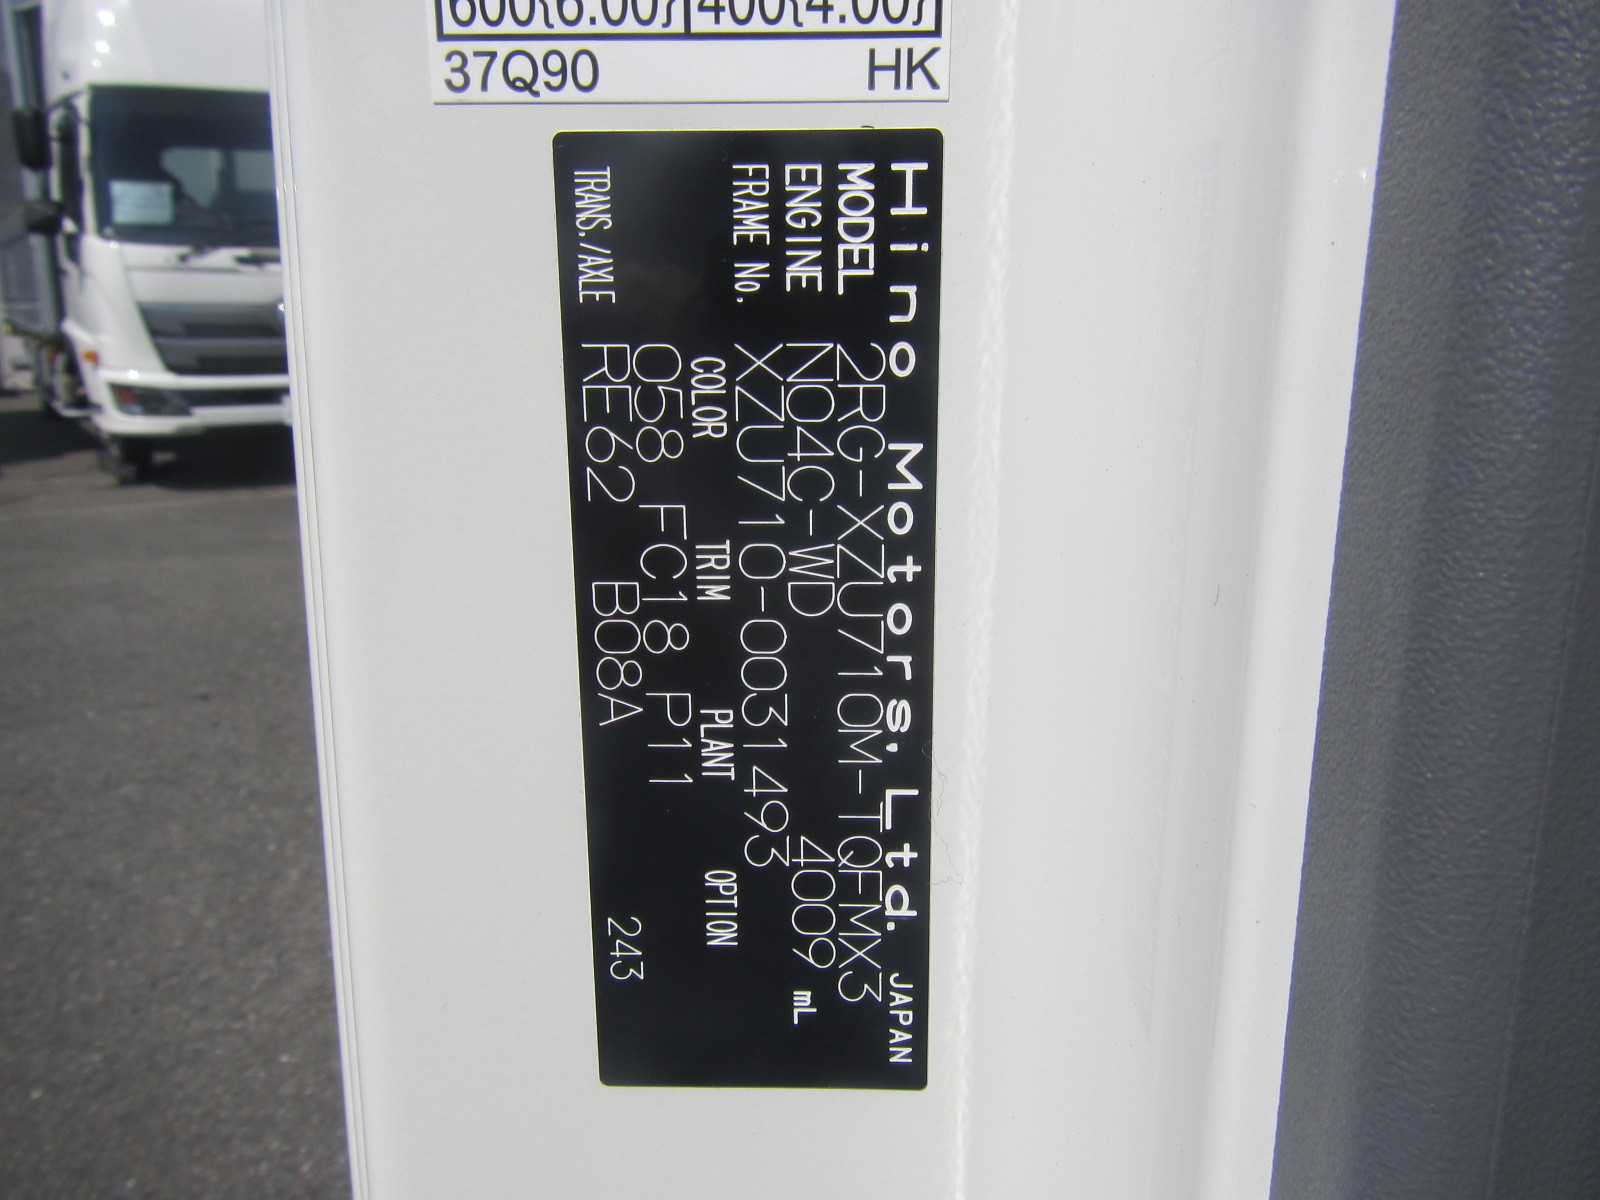 600{6.00} 400{4.00}
37Q90 HK
Hino Motors, Ltd. JAPAN
MODEL 2RG-XZU710M-TQFMX3
ENGINE N04C-WD 4009 mL
FRAME No. XZU710-0031493
COLOR TRIM PLANT OPTION
058 FC18 P11
TRANS./AXLE RE62 B08A 243